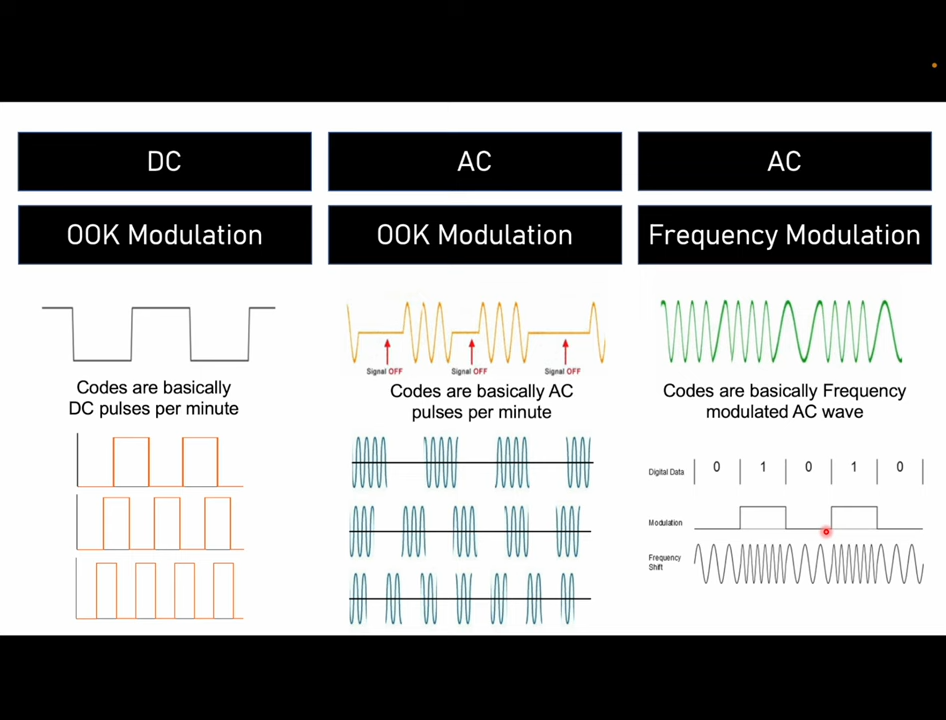 DC
AC
AC
OOK Modulation
OOK Modulation
Frequency Modulation
Signal OFF
Signal OFF
Signal OFF
Codes are basically
DC pulses per minute
Codes are basically AC
pulses per minute
Codes are basically Frequency
modulated AC wave
Digital Data
0 1 0 1 0
Modulation
Frequency
Shift